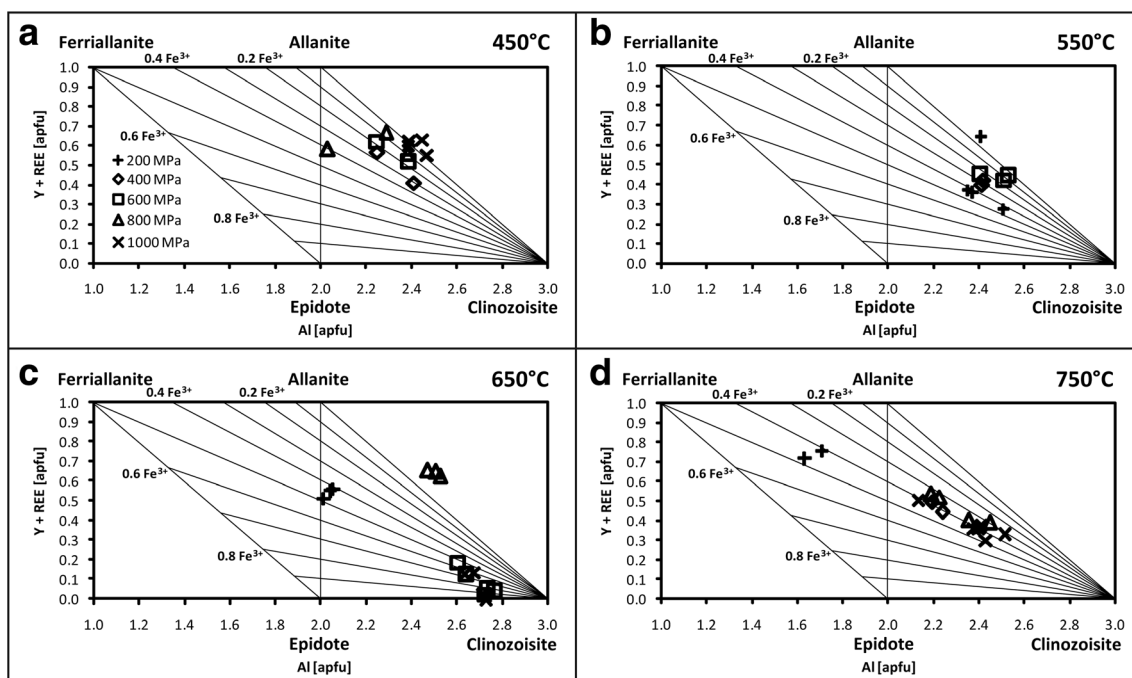 a
Ferriallanite
Allanite
450°C
0.4 Fe³⁺
0.2 Fe³⁺
1.0
0.9
0.8
0.7
0.6
0.5
0.4
0.3
0.2
0.1
0.0
Y + REE [apfu]
0.6 Fe³⁺
0.8 Fe³⁺
200 MPa
400 MPa
600 MPa
800 MPa
1000 MPa
1.0 1.2 1.4 1.6 1.8 2.0 2.2 2.4 2.6 2.8 3.0
Epidote
Clinozoisite
Al [apfu]
b
Ferriallanite
Allanite
550°C
0.4 Fe³⁺
0.2 Fe³⁺
1.0
0.9
0.8
0.7
0.6
0.5
0.4
0.3
0.2
0.1
0.0
Y + REE [apfu]
0.6 Fe³⁺
0.8 Fe³⁺
1.0 1.2 1.4 1.6 1.8 2.0 2.2 2.4 2.6 2.8 3.0
Epidote
Clinozoisite
Al [apfu]
c
Ferriallanite
Allanite
650°C
0.4 Fe³⁺
0.2 Fe³⁺
1.0
0.9
0.8
0.7
0.6
0.5
0.4
0.3
0.2
0.1
0.0
Y + REE [apfu]
0.6 Fe³⁺
0.8 Fe³⁺
1.0 1.2 1.4 1.6 1.8 2.0 2.2 2.4 2.6 2.8 3.0
Epidote
Clinozoisite
Al [apfu]
d
Ferriallanite
Allanite
750°C
0.4 Fe³⁺
0.2 Fe³⁺
1.0
0.9
0.8
0.7
0.6
0.5
0.4
0.3
0.2
0.1
0.0
Y + REE [apfu]
0.6 Fe³⁺
0.8 Fe³⁺
1.0 1.2 1.4 1.6 1.8 2.0 2.2 2.4 2.6 2.8 3.0
Epidote
Clinozoisite
Al [apfu]